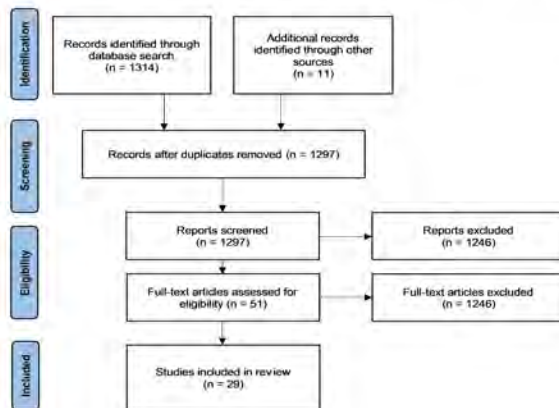 Identification
Records identified through
database search
(n = 1314)
Additional records
identified through other
sources
(n = 11)
Screening
Records after duplicates removed (n = 1297)
Reports screened
(n = 1297)
Reports excluded
(n = 1246)
Eligibility
Full-text articles assessed for
eligibility (n = 51)
Full-text articles excluded
(n = 1246)
Included
Studies included in review
(n = 29)